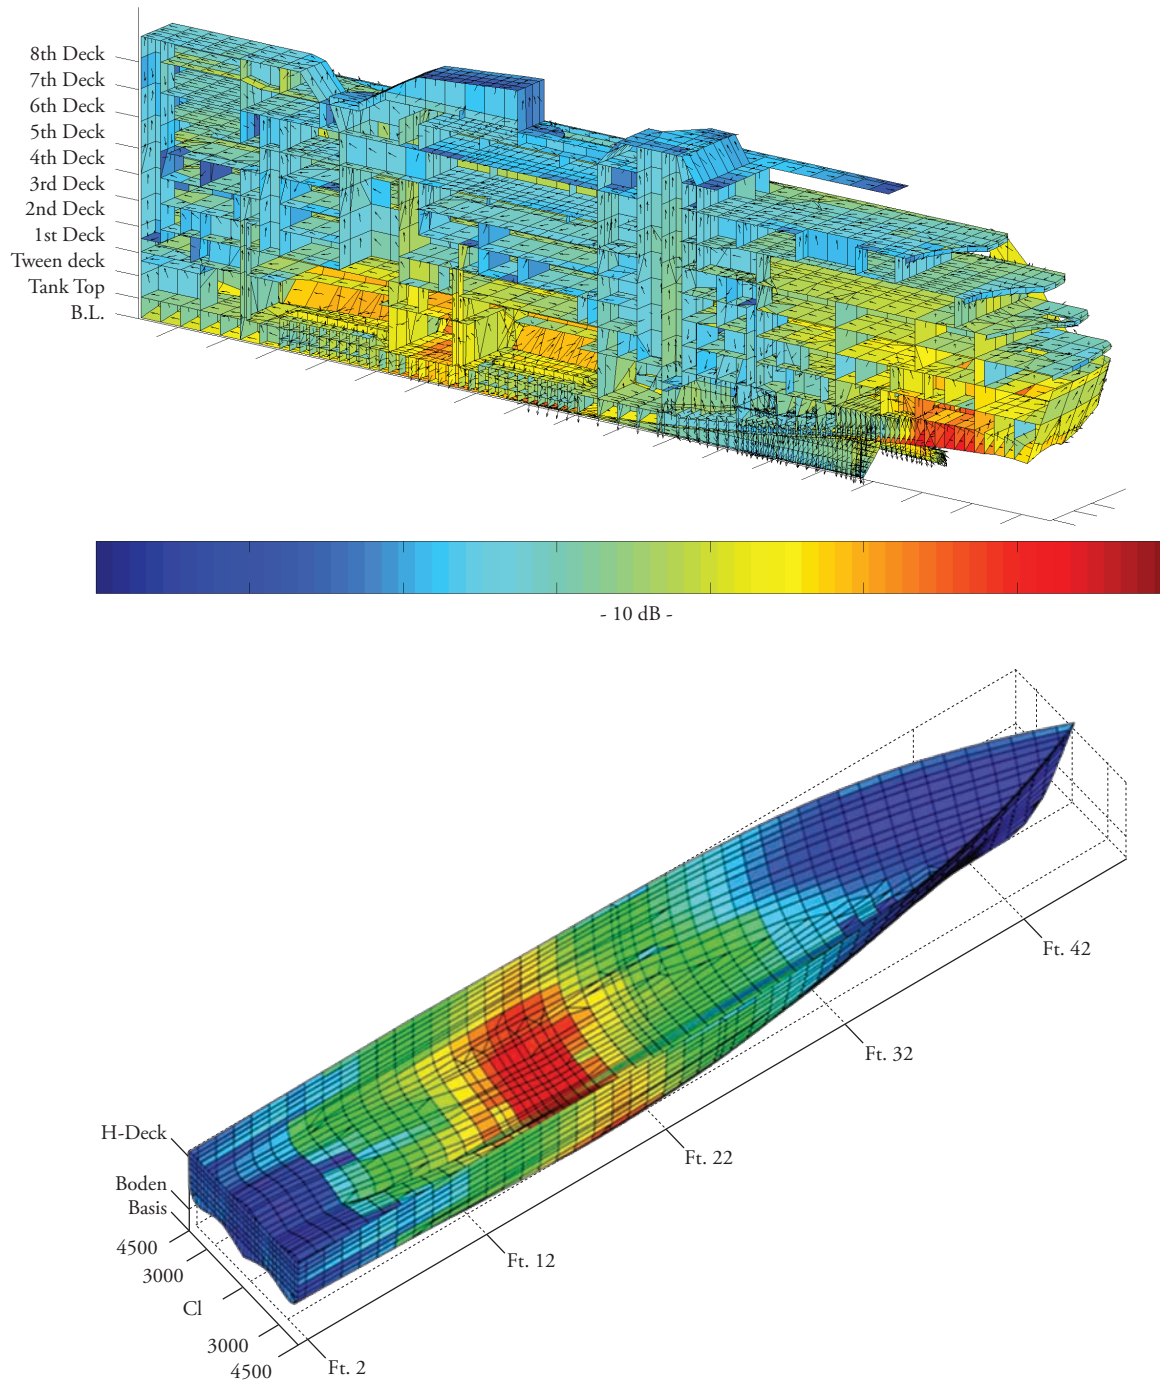 8th Deck
7th Deck
6th Deck
5th Deck
4th Deck
3rd Deck
2nd Deck
1st Deck
Tween deck
Tank Top
B.L.
- 10 dB -
Ft. 42
Ft. 32
Ft. 22
Ft. 12
Ft. 2
H-Deck
Boden
Basis
4500
3000
Cl
3000
4500